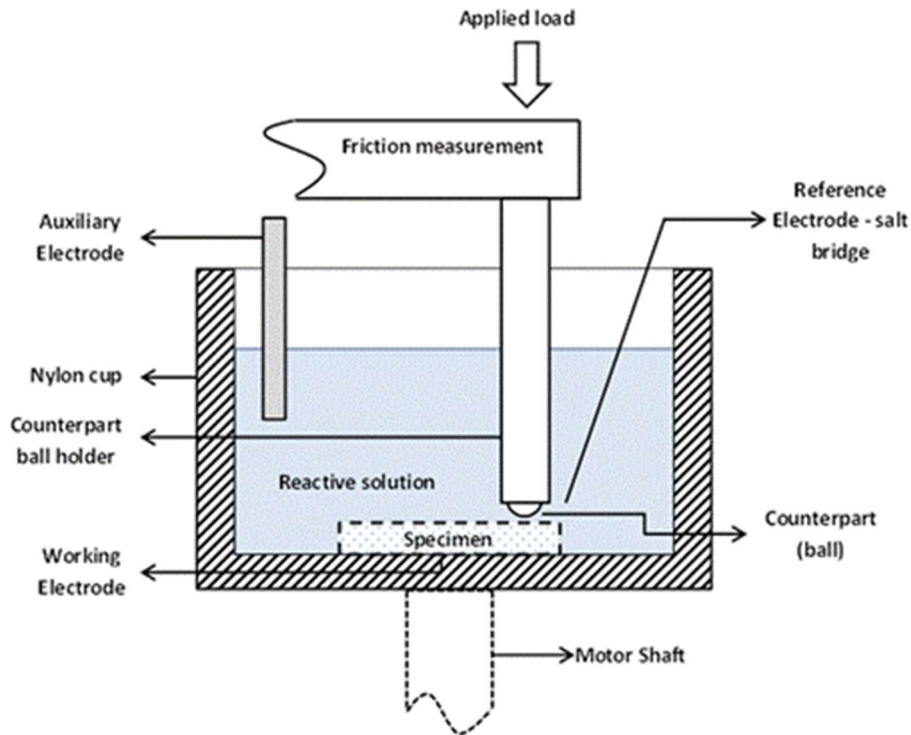 Applied load
Friction measurement
Reference
Electrode - salt
bridge
Auxiliary
Electrode
Nylon cup
Counterpart
ball holder
Reactive solution
Counterpart
(ball)
Specimen
Working
Electrode
Motor Shaft